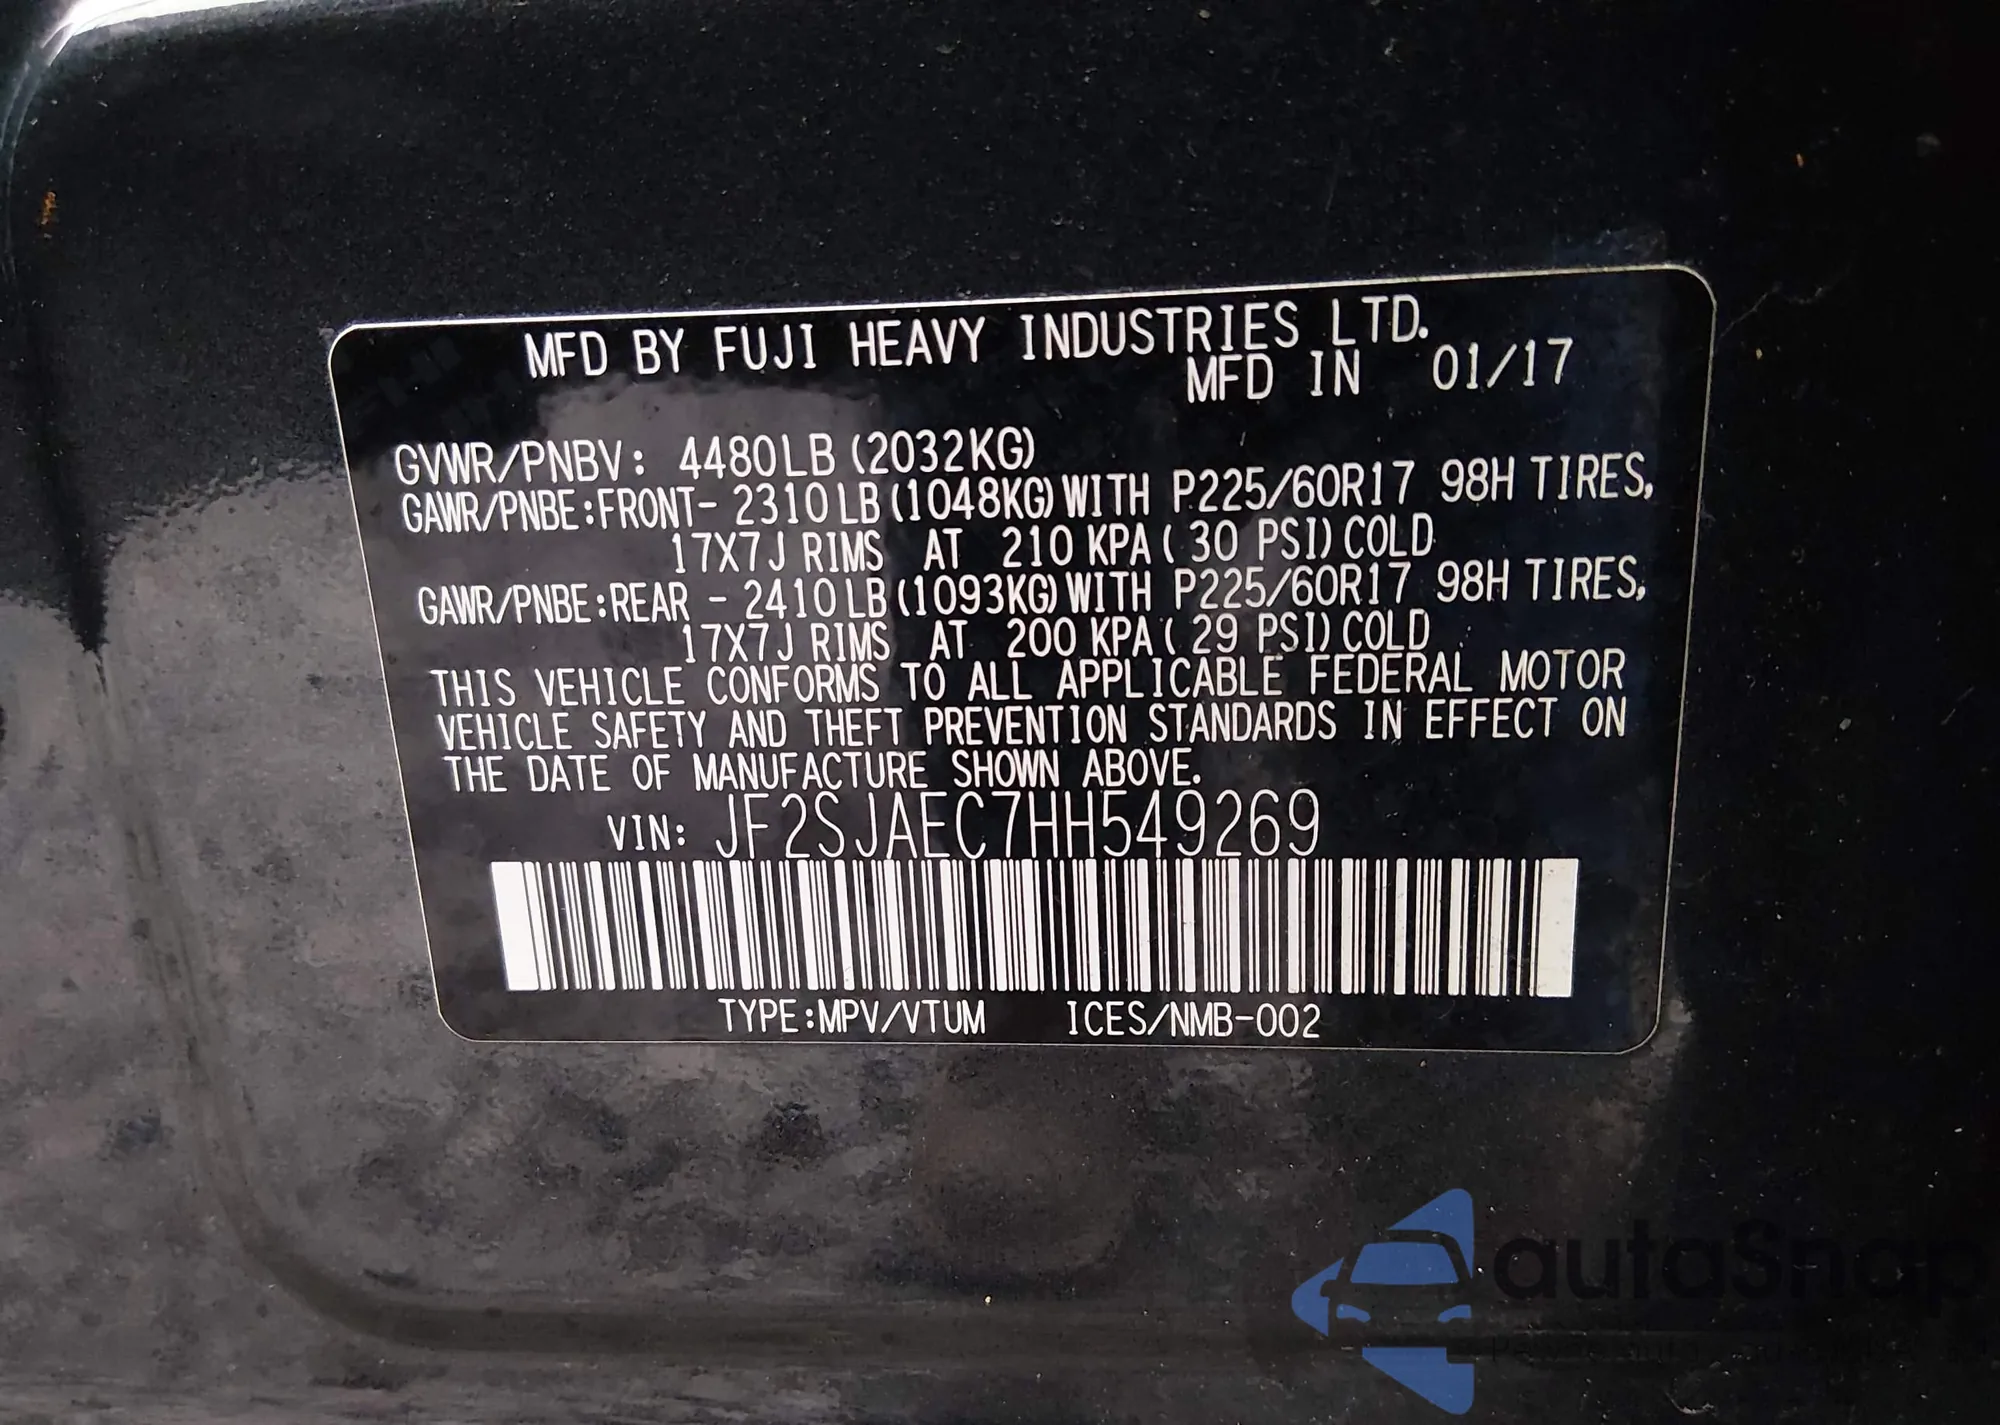 MFD BY FUJI HEAVY INDUSTRIES LTD.
MFD IN 01/17
GVWR/PNBV: 4480LB (2032KG)
GAWR/PNBE:FRONT- 2310LB(1048KG)WITH P225/60R17 98H TIRES,
17X7J RIMS AT 210 KPA( 30 PSI)COLD
GAWR/PNBE:REAR - 2410LB(1093KG)WITH P225/60R17 98H TIRES,
17X7J RIMS AT 200 KPA( 29 PSI)COLD
THIS VEHICLE CONFORMS TO ALL APPLICABLE FEDERAL MOTOR
VEHICLE SAFETY AND THEFT PREVENTION STANDARDS IN EFFECT ON
THE DATE OF MANUFACTURE SHOWN ABOVE.
VIN: JF2SJAEC7HH549269
TYPE:MPV/VTUM ICES/NMB-002
autoSnap